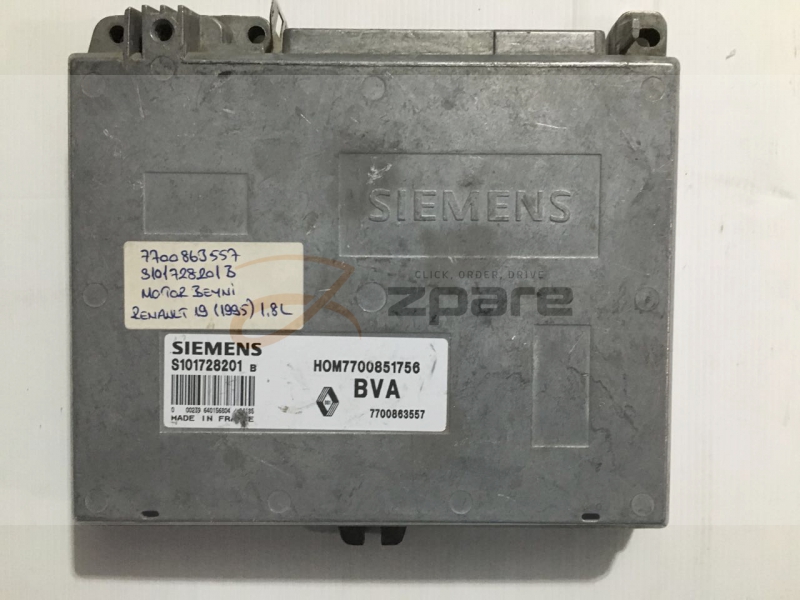 SIEMENS
7700863557
S101728201B
MOTOR BEYNİ
RENAULT 19 (1995) 1.8L
CLICK, ORDER, DRIVE
zpare
SIEMENS
S101728201 B
HOM7700851756
BVA
7700863557
MADE IN FRANCE